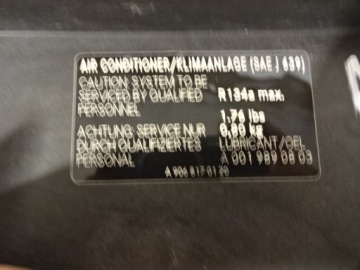 AIR CONDITIONER/KLIMAANLAGE (SAE J 639)
CAUTION SYSTEM TO BE
SERVICED BY QUALIFIED R134a max.
PERSONNEL
1,76 lbs
ACHTUNG, SERVICE NUR 0,80 kg
DURCH QUALIFIZIERTES LUBRICANT/OEL
PERSONAL A 001 989 08 03
A 906 817 01 20